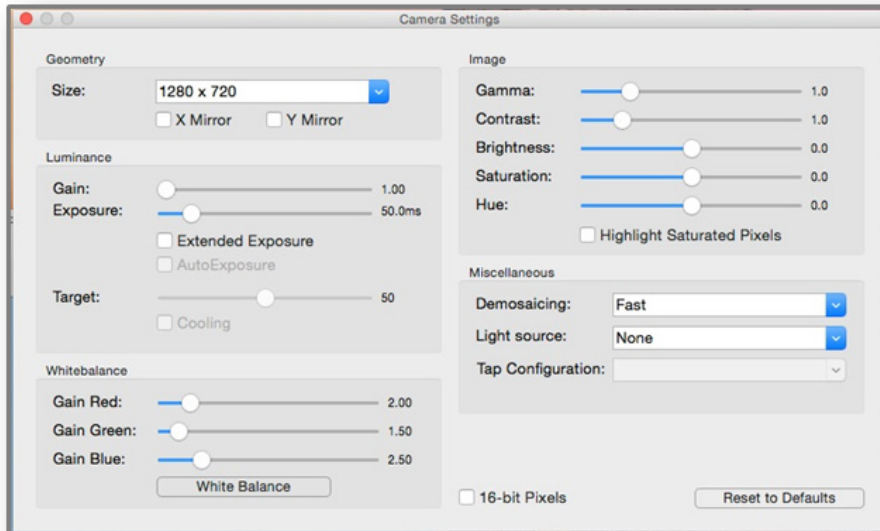 Camera Settings
Geometry
Size: 1280 x 720
X Mirror Y Mirror
Luminance
Gain: 1.00
Exposure: 50.0ms
Extended Exposure
AutoExposure
Target: 50
Cooling
Whitebalance
Gain Red: 2.00
Gain Green: 1.50
Gain Blue: 2.50
White Balance
Image
Gamma: 1.0
Contrast: 1.0
Brightness: 0.0
Saturation: 0.0
Hue: 0.0
Highlight Saturated Pixels
Miscellaneous
Demosaicing: Fast
Light source: None
Tap Configuration:
16-bit Pixels
Reset to Defaults